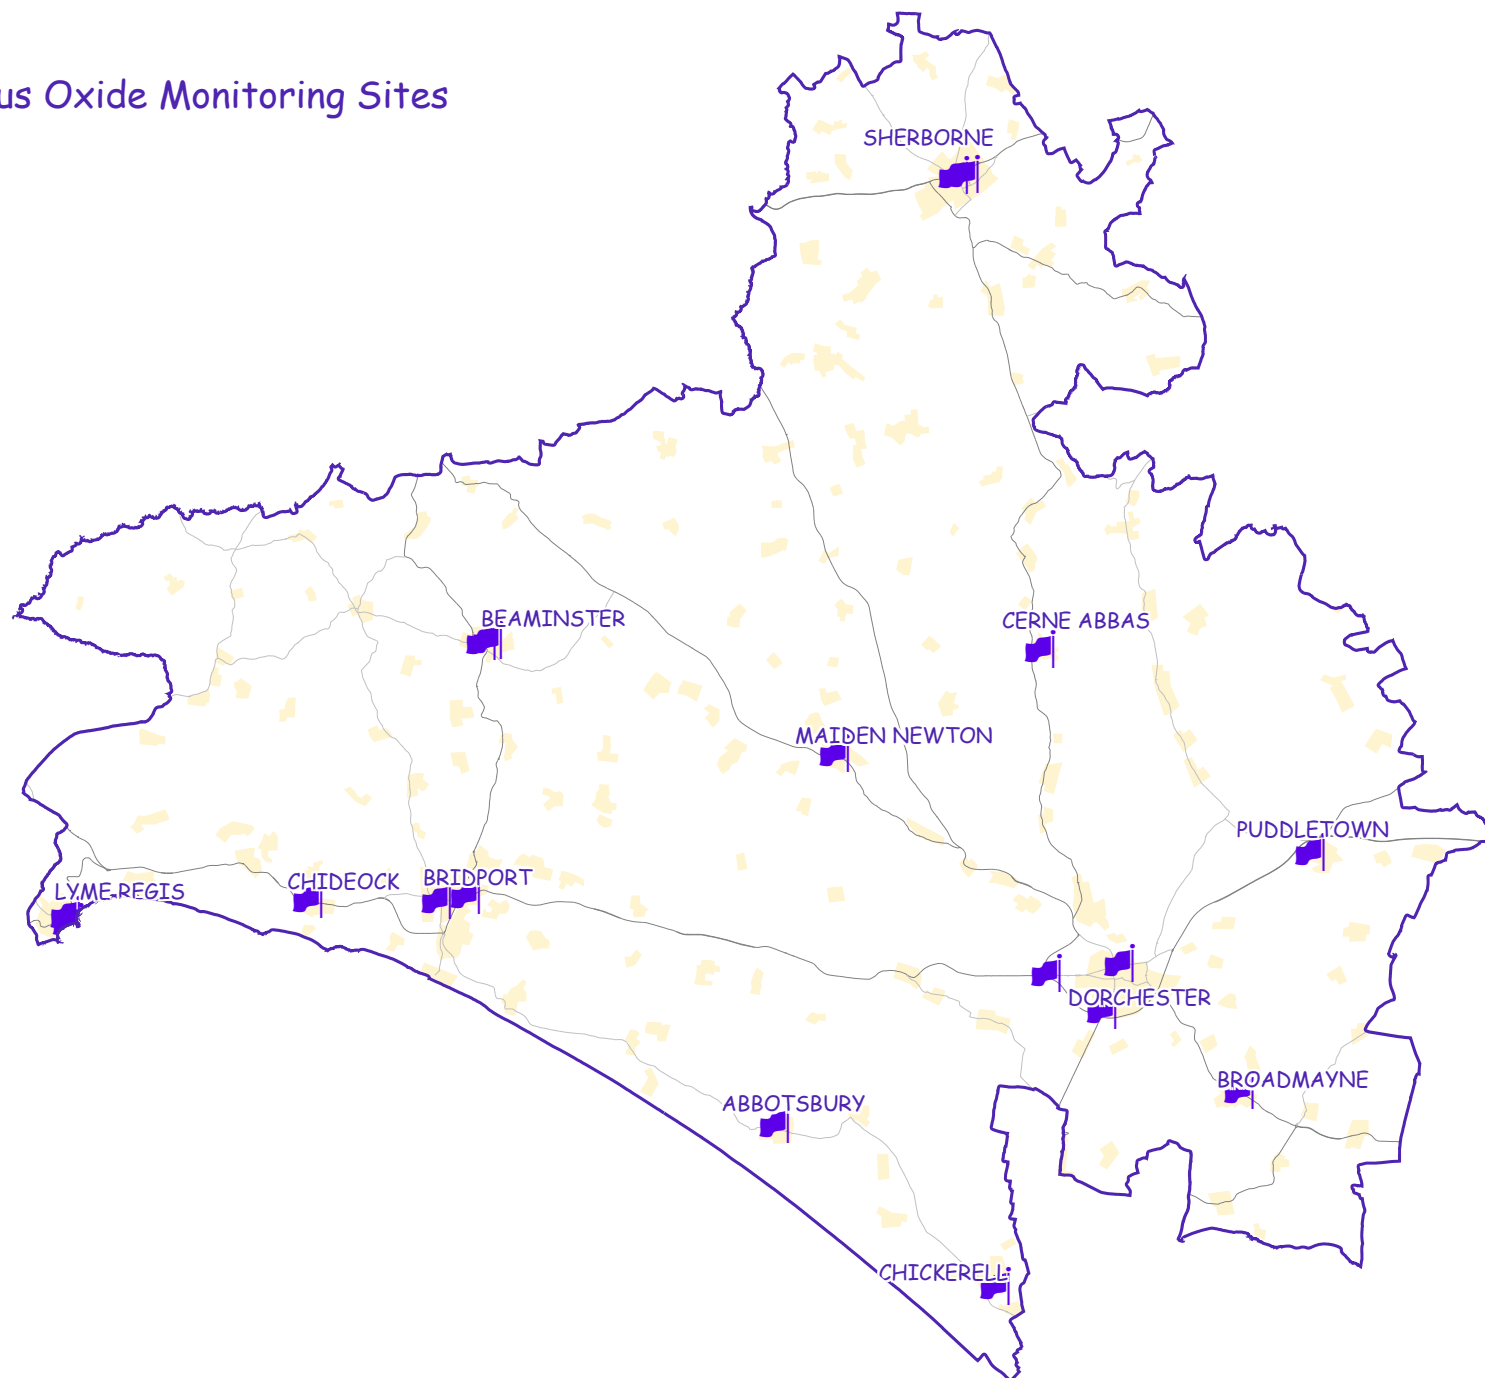 us Oxide Monitoring Sites
SHERBORNE
BEAMINSTER
CERNE ABBAS
MAIDEN NEWTON
PUDDLETOWN
LYME REGIS
CHIDEOCK
BRIDPORT
DORCHESTER
BROADMAYNE
ABBOTSBURY
CHICKERELL